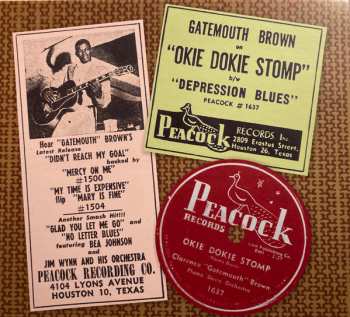 Hear "GATEMOUTH" BROWN'S
Latest Release
"DIDN'T REACH MY GOAL"
backed by
"MERCY ON ME"
#1500
"MY TIME IS EXPENSIVE"
flip "MARY IS FINE"
#1504
Another Smash Hit!!!
"GLAD YOU LET ME GO" and
"NO LETTER BLUES"
featuring BEA JOHNSON
and
JIM WYNN AND HIS ORCHESTRA
PEACOCK RECORDING CO.
4104 LYONS AVENUE
HOUSTON 10, TEXAS
GATEMOUTH BROWN
on
"OKIE DOKIE STOMP"
b/w
"DEPRESSION BLUES"
PEACOCK # 1637
PEACOCK
RECORDS Inc.
2809 Erastus Street,
Houston 26, Texas
PEACOCK
RECORDS
OKIE DOKIE STOMP
Clarence "Gatemouth" Brown
Orchestra
1637